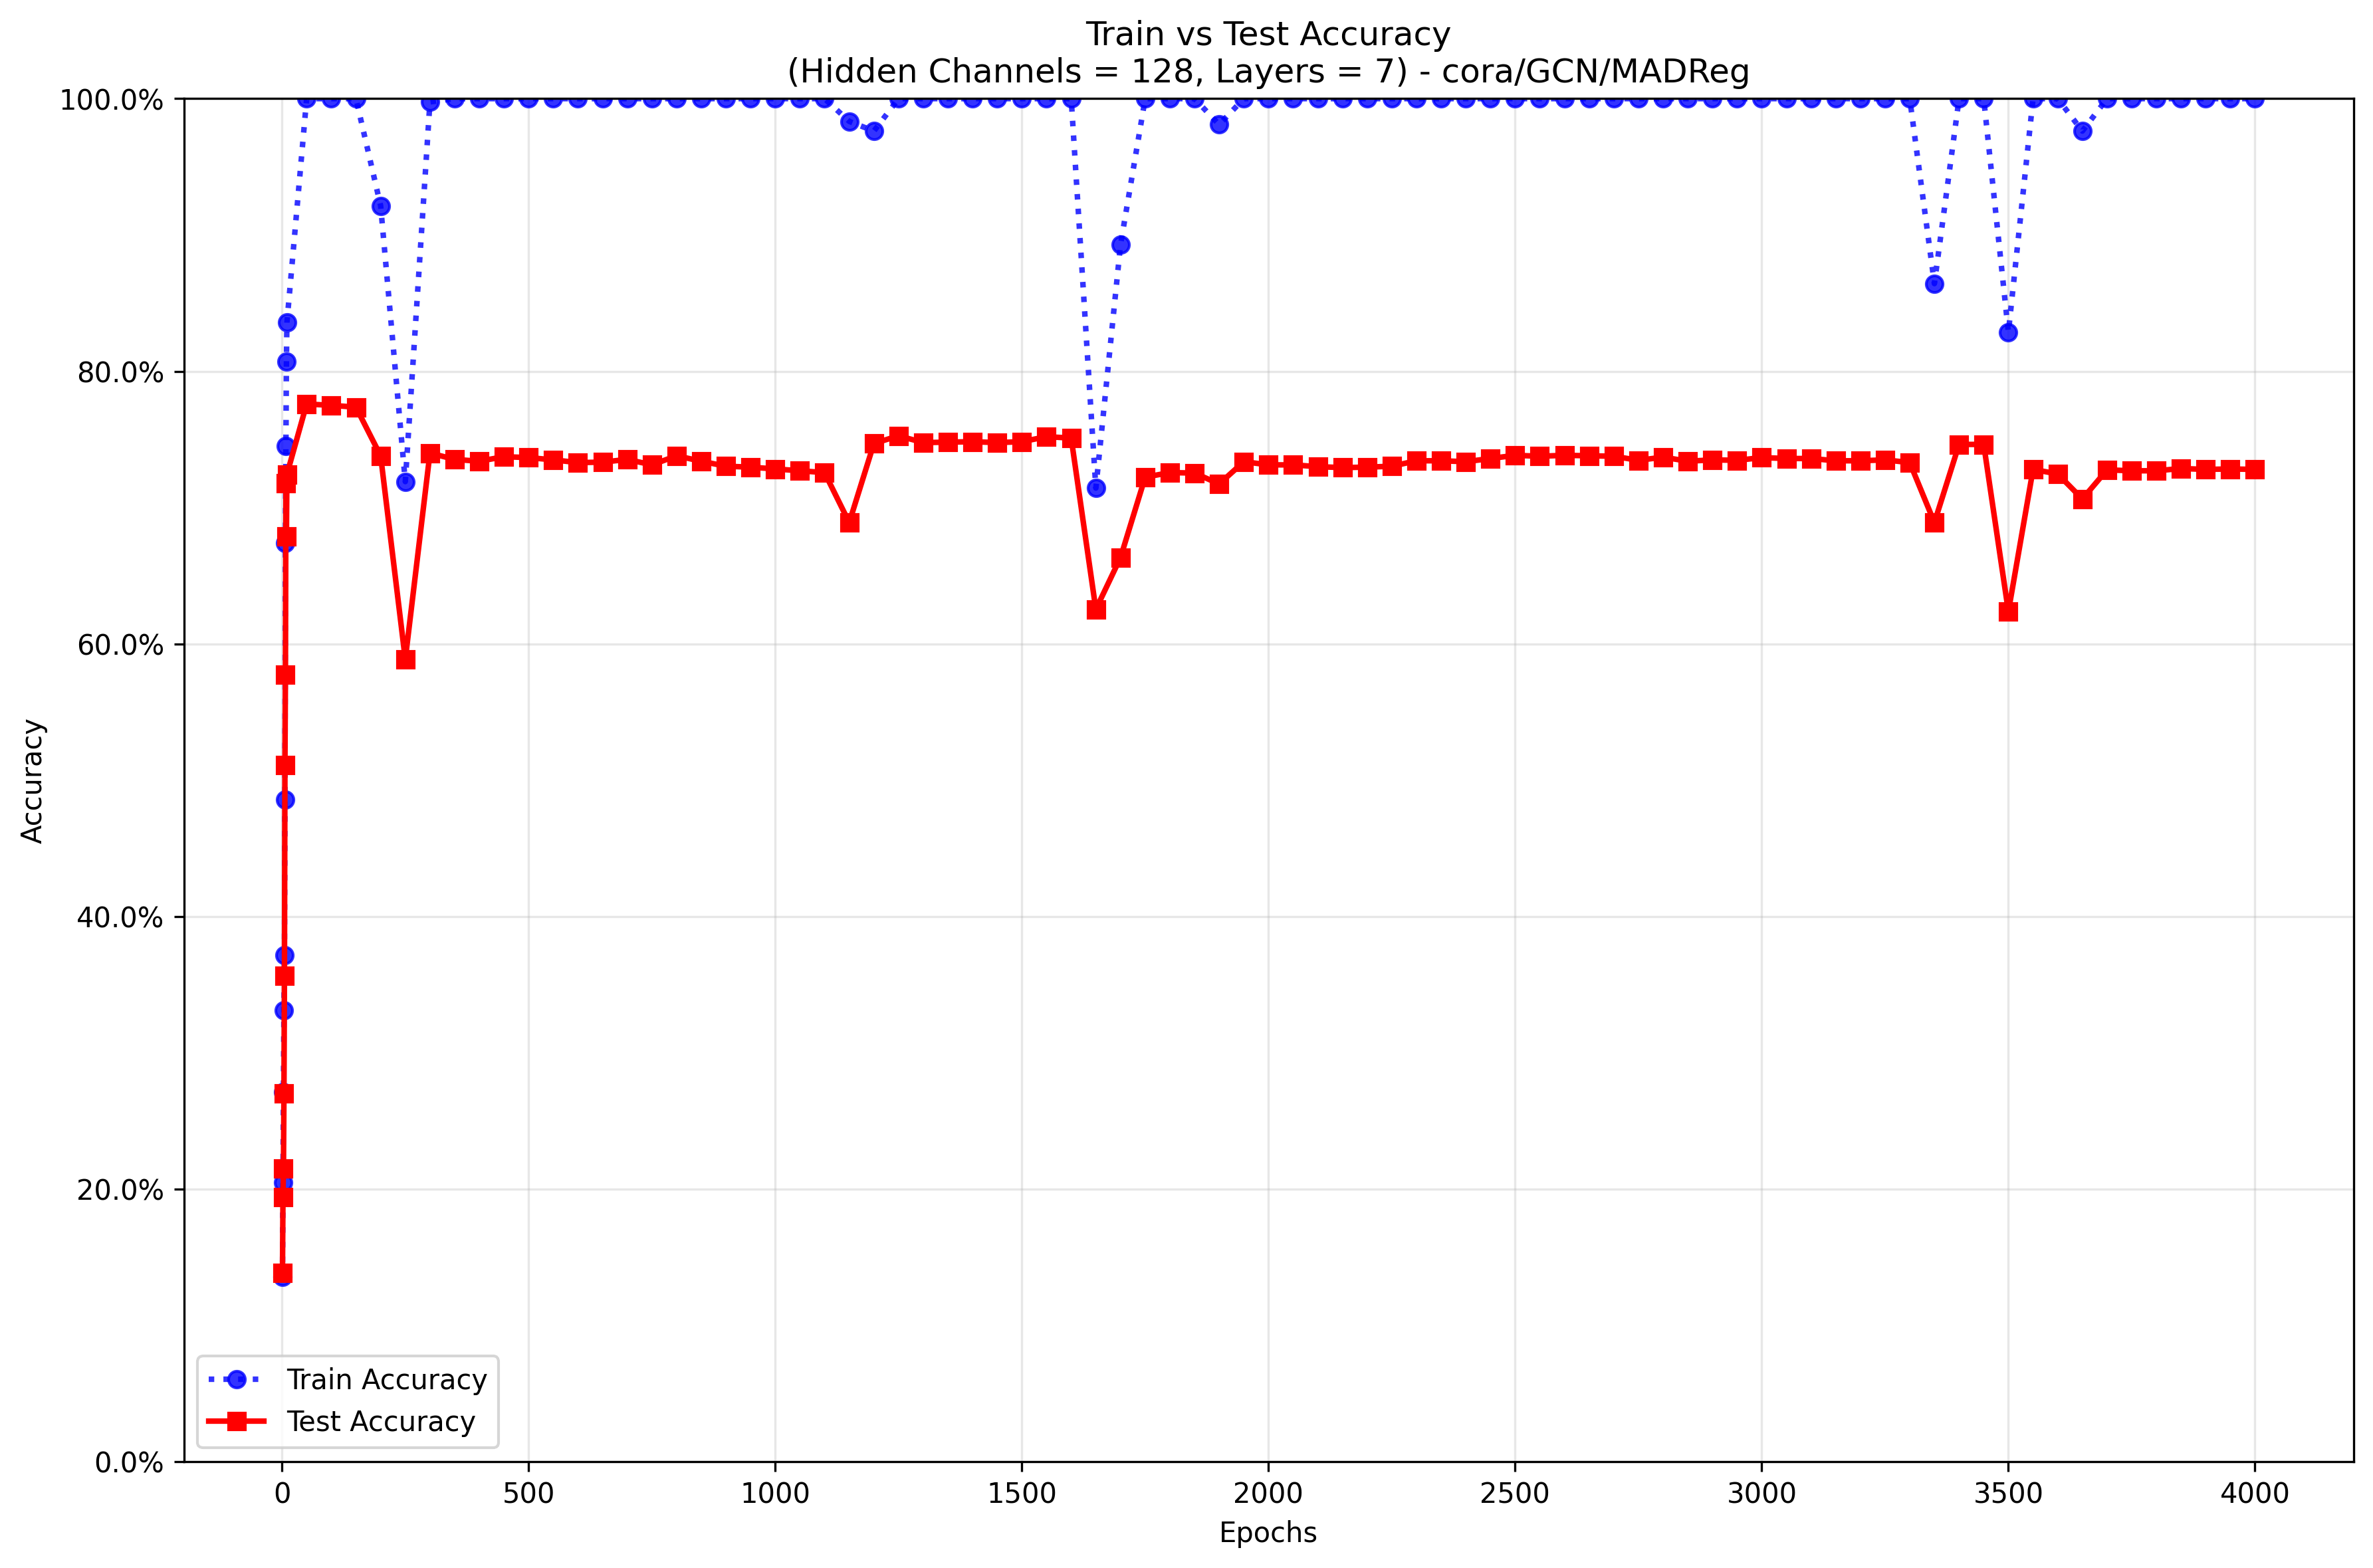 Train vs Test Accuracy
(Hidden Channels = 128, Layers = 7) - cora/GCN/MADReg
Accuracy
100.0%
80.0%
60.0%
40.0%
20.0%
0.0%
Train Accuracy
Test Accuracy
0 500 1000 1500 2000 2500 3000 3500 4000
Epochs